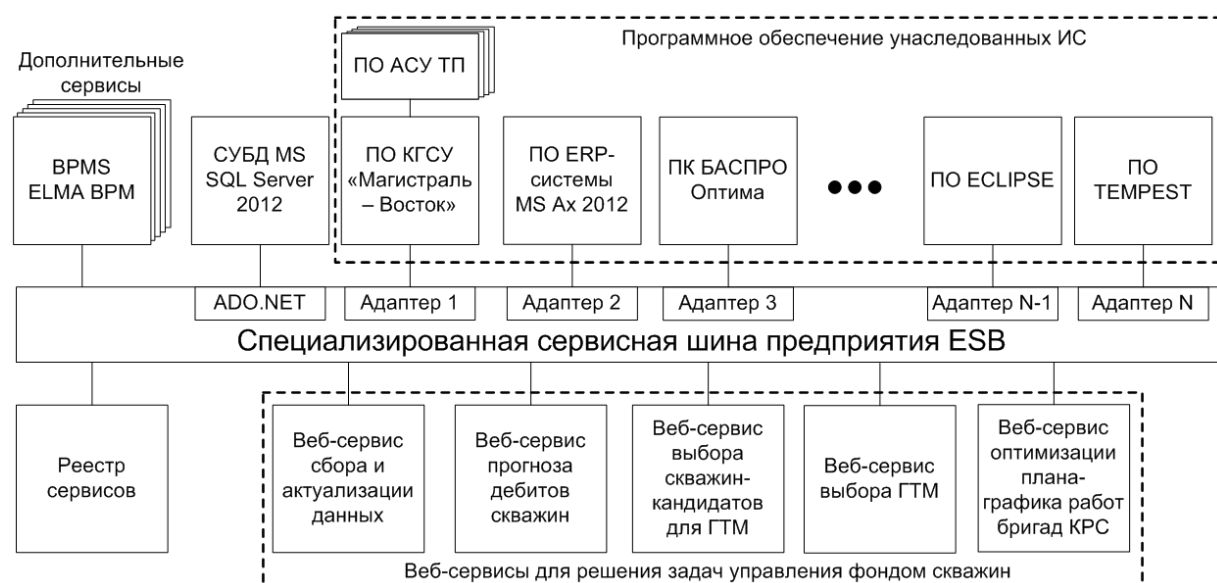 Программное обеспечение унаследованных ИС
Дополнительные
сервисы
ПО АСУ ТП
BPMS
ELMA BPM
СУБД MS
SQL Server
2012
ПО КГСУ
«Магистраль
– Восток»
ПО ERP-
системы
MS Ax 2012
ПК БАСПРО
Оптима
ПО ECLIPSE
ПО
TEMPEST
ADO.NET
Адаптер 1
Адаптер 2
Адаптер 3
Адаптер N-1
Адаптер N
Специализированная сервисная шина предприятия ESB
Реестр
сервисов
Веб-сервис
сбора и
актуализации
данных
Веб-сервис
прогноза
дебитов
скважин
Веб-сервис
выбора
скважин-
кандидатов
для ГТМ
Веб-сервис
выбора ГТМ
Веб-сервис
оптимизации
плана-
графика работ
бригад КРС
Веб-сервисы для решения задач управления фондом скважин